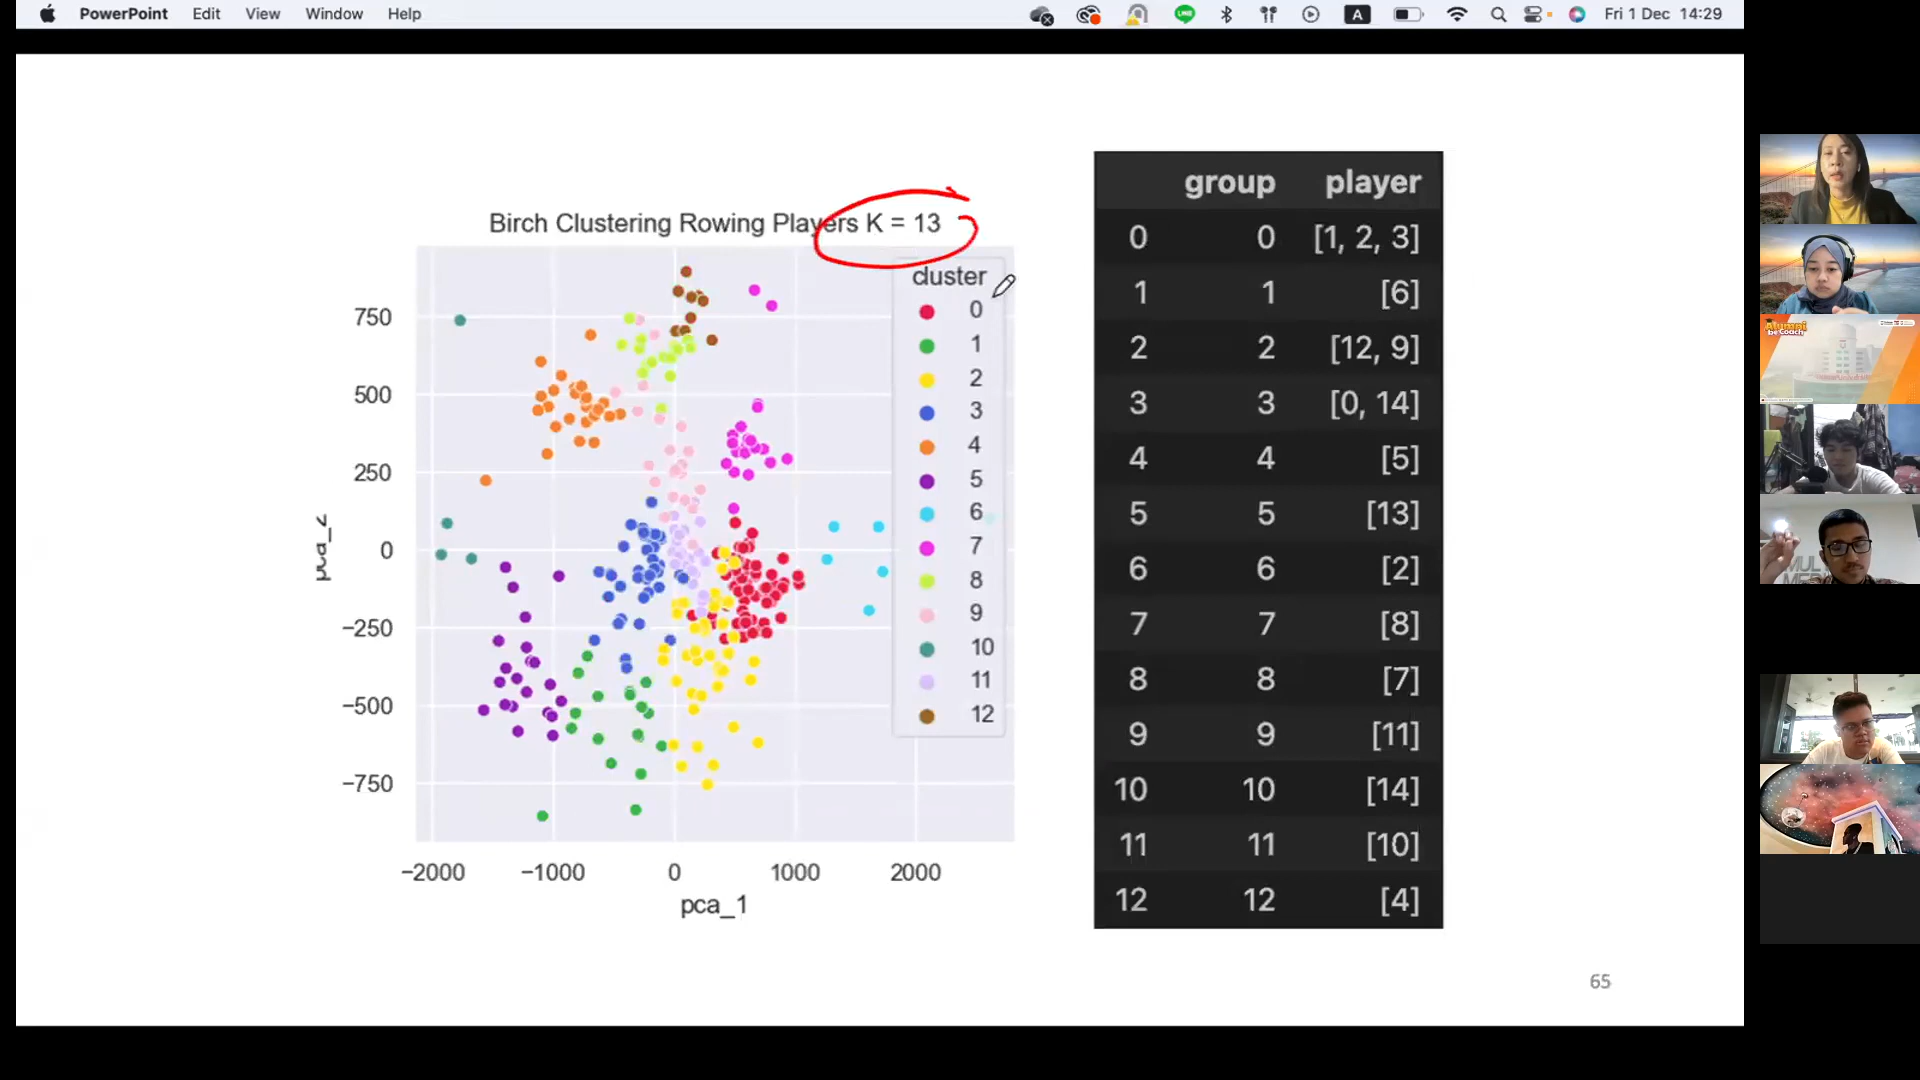 PowerPoint Edit View Window Help A Fri 1 Dec 14:29
Birch Clustering Rowing Players K = 13
cluster
0
1
2
3
4
5
6
7
8
9
10
11
12
750
500
250
0
−250
−500
−750
pca_2
−2000 −1000 0 1000 2000
pca_1
group player
0 0 [1, 2, 3]
1 1 [6]
2 2 [12, 9]
3 3 [0, 14]
4 4 [5]
5 5 [13]
6 6 [2]
7 7 [8]
8 8 [7]
9 9 [11]
10 10 [14]
11 11 [10]
12 12 [4]
65
Alumni
be Coach